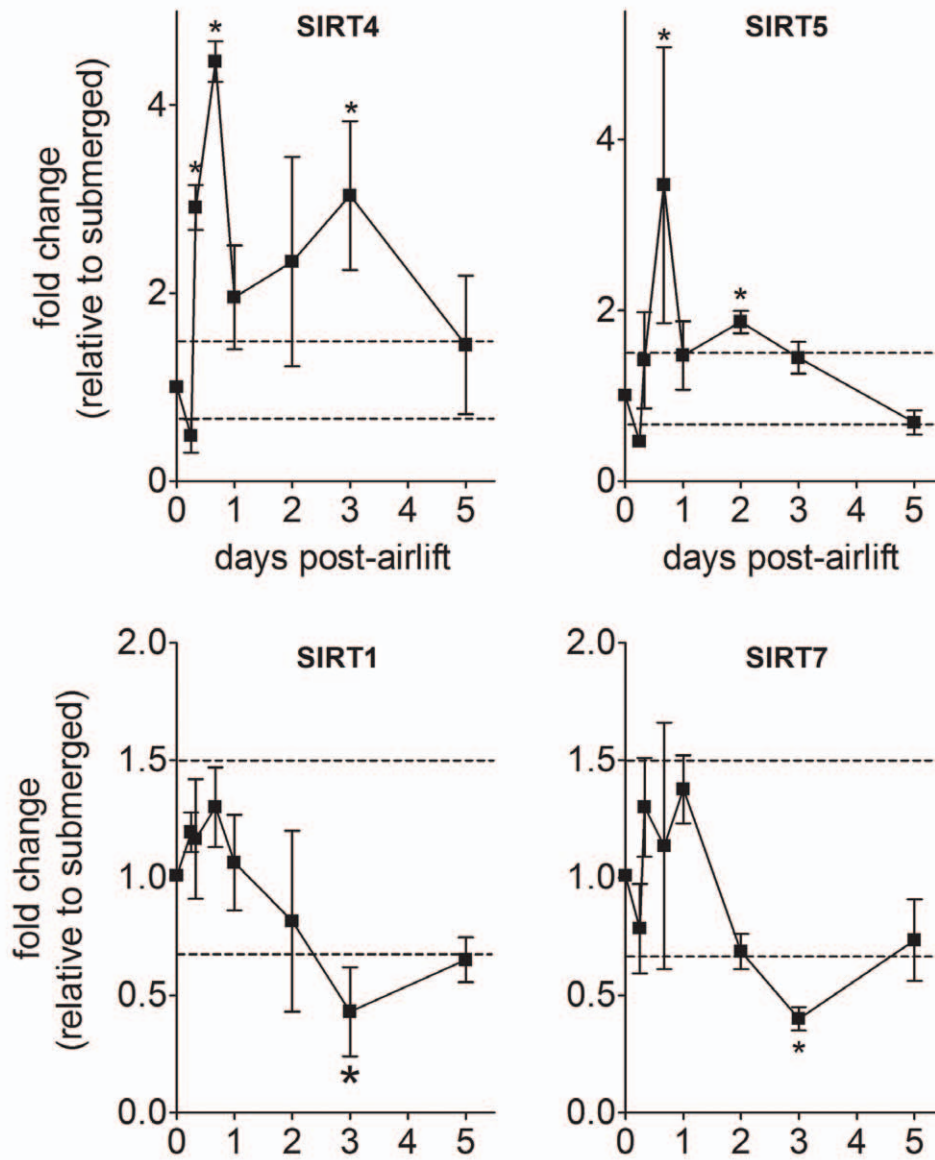 SIRT4
*
*
*
fold change
(relative to submerged)
4
2
0
0 1 2 3 4 5
days post-airlift
SIRT5
*
*
4
2
0
0 1 2 3 4 5
days post-airlift
SIRT1
fold change
(relative to submerged)
2.0
1.5
1.0
0.5
0.0
*
0 1 2 3 4 5
SIRT7
2.0
1.5
1.0
0.5
0.0
*
0 1 2 3 4 5